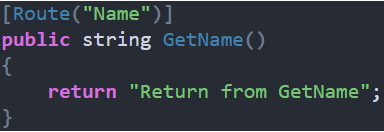 [Route("Name")]
public string GetName()
{
    return "Return from GetName";
}